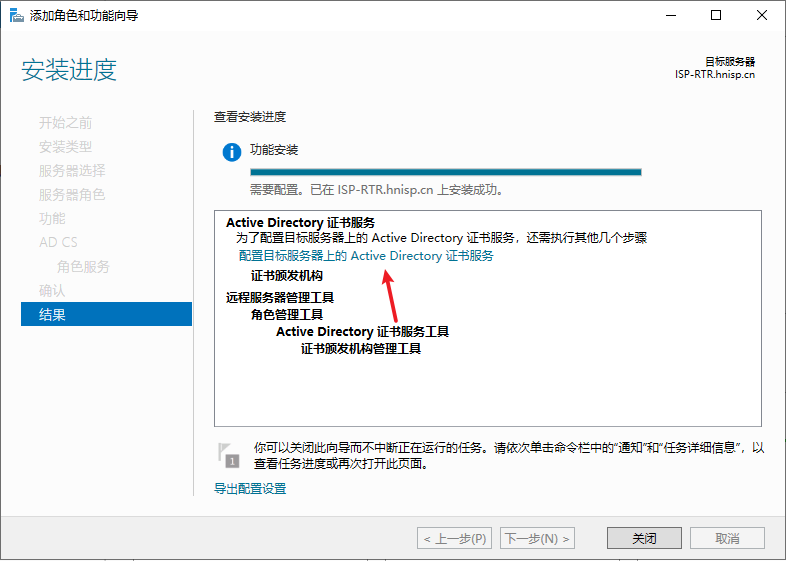 添加角色和功能向导
安装进度
目标服务器
ISP-RTR.hnisp.cn
开始之前
安装类型
服务器选择
服务器角色
功能
AD CS
角色服务
确认
结果
查看安装进度
功能安装
需要配置。已在 ISP-RTR.hnisp.cn 上安装成功。
Active Directory 证书服务
为了配置目标服务器上的 Active Directory 证书服务，还需执行其他几个步骤
配置目标服务器上的 Active Directory 证书服务
证书颁发机构
远程服务器管理工具
角色管理工具
Active Directory 证书服务工具
证书颁发机构管理工具
1
你可以关闭此向导而不中断正在运行的任务。请依次单击命令栏中的“通知”和“任务详细信息”，以
查看任务进度或再次打开此页面。
导出配置设置
< 上一步(P)
下一步(N) >
关闭
取消